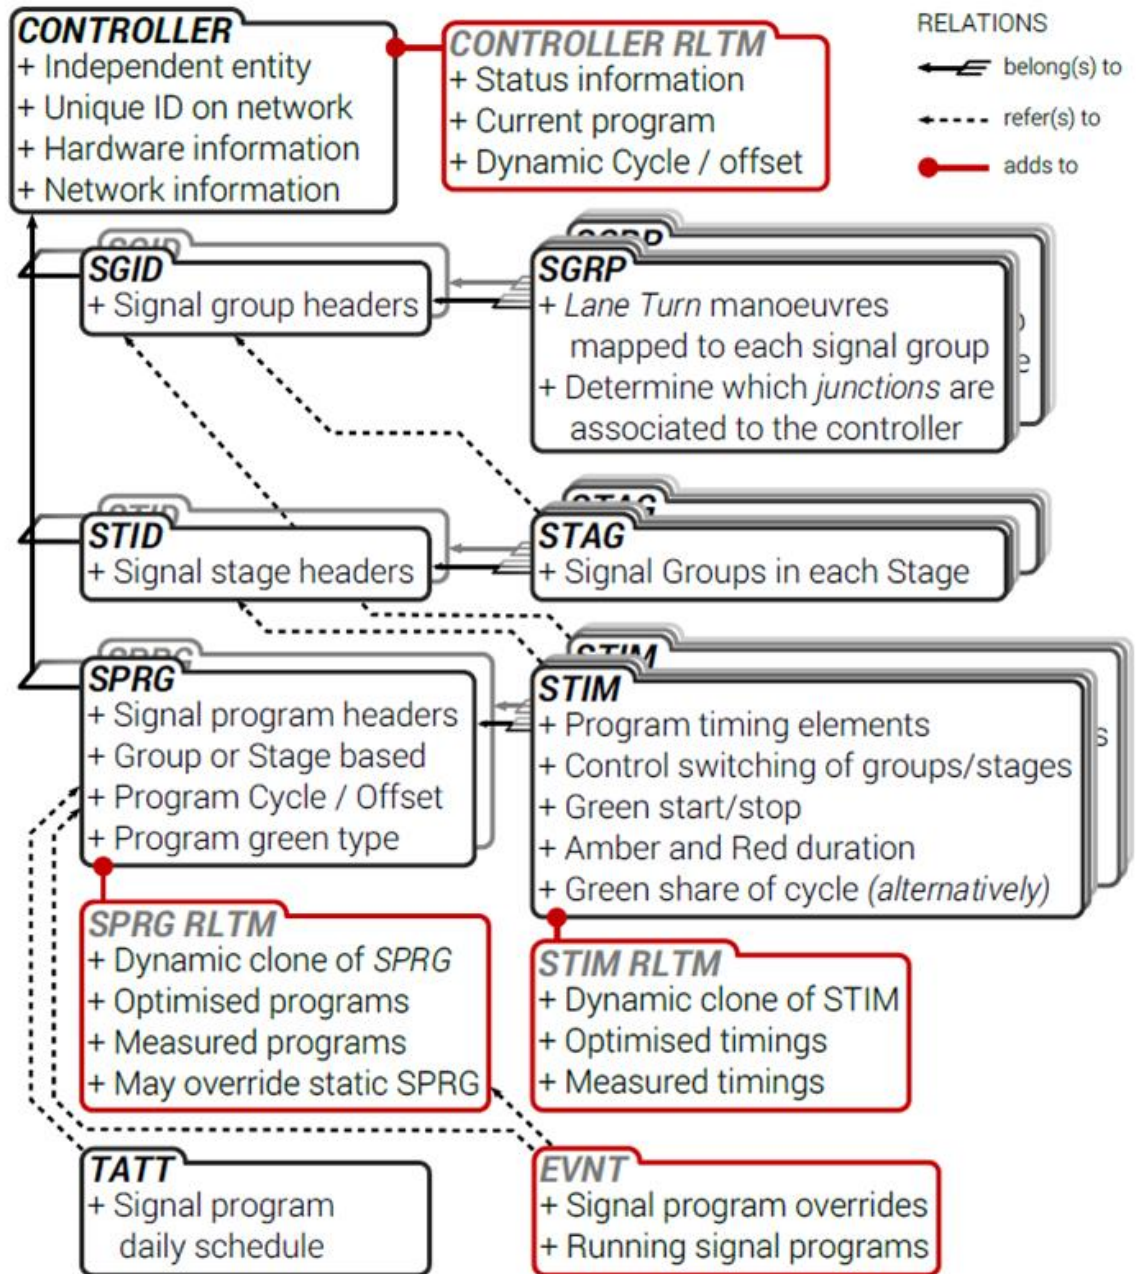 CONTROLLER
+ Independent entity
+ Unique ID on network
+ Hardware information
+ Network information
CONTROLLER RLTM
+ Status information
+ Current program
+ Dynamic Cycle / offset
RELATIONS
belong(s) to
refer(s) to
adds to
SGID
SGID
+ Signal group headers
SGRP
SGRP
+ Lane Turn manoeuvres
mapped to each signal group
+ Determine which junctions are
associated to the controller
STID
STID
+ Signal stage headers
STAG
STAG
+ Signal Groups in each Stage
SPRG
SPRG
+ Signal program headers
+ Group or Stage based
+ Program Cycle / Offset
+ Program green type
STIM
STIM
+ Program timing elements
+ Control switching of groups/stages
+ Green start/stop
+ Amber and Red duration
+ Green share of cycle (alternatively)
SPRG RLTM
+ Dynamic clone of SPRG
+ Optimised programs
+ Measured programs
+ May override static SPRG
STIM RLTM
+ Dynamic clone of STIM
+ Optimised timings
+ Measured timings
TATT
+ Signal program
daily schedule
EVNT
+ Signal program overrides
+ Running signal programs